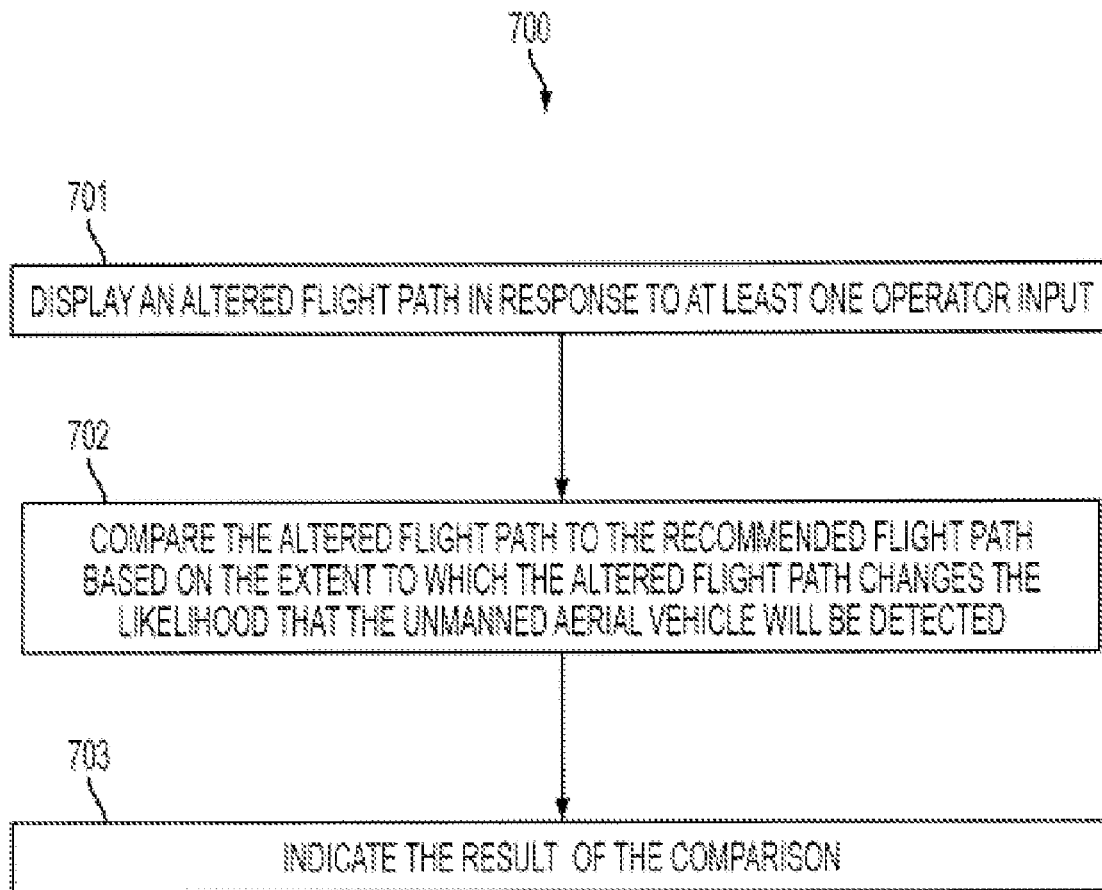 700
701
DISPLAY AN ALTERED FLIGHT PATH IN RESPONSE TO AT LEAST ONE OPERATOR INPUT
702
COMPARE THE ALTERED FLIGHT PATH TO THE RECOMMENDED FLIGHT PATH
BASED ON THE EXTENT TO WHICH THE ALTERED FLIGHT PATH CHANGES THE
LIKELIHOOD THAT THE UNMANNED AERIAL VEHICLE WILL BE DETECTED
703
INDICATE THE RESULT OF THE COMPARISON